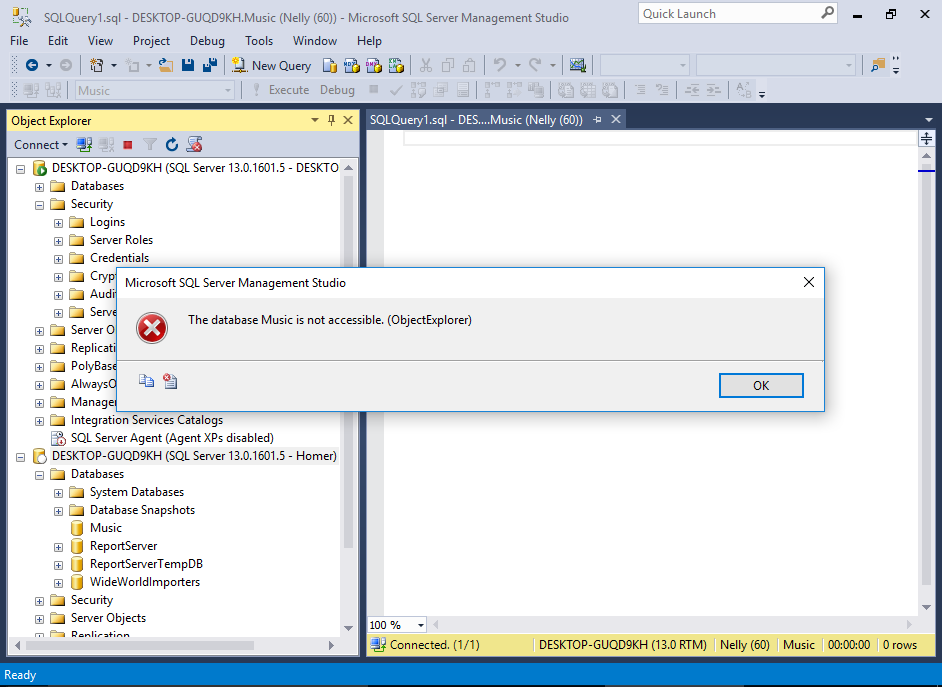 SQLQuery1.sql - DESKTOP-GUQD9KH.Music (Nelly (60)) - Microsoft SQL Server Management Studio
Quick Launch
File Edit View Project Debug Tools Window Help
New Query
Music Execute Debug
Object Explorer
SQLQuery1.sql - DES....Music (Nelly (60))
Connect
DESKTOP-GUQD9KH (SQL Server 13.0.1601.5 - DESKTO
Databases
Security
Logins
Server Roles
Credentials
Cryp
Audi
Serve
Server O
Replicati
PolyBase
AlwaysO
Manager
Integration Services Catalogs
SQL Server Agent (Agent XPs disabled)
DESKTOP-GUQD9KH (SQL Server 13.0.1601.5 - Homer)
Databases
System Databases
Database Snapshots
Music
ReportServer
ReportServerTempDB
WideWorldImporters
Security
Server Objects
Replication
Microsoft SQL Server Management Studio
The database Music is not accessible. (ObjectExplorer)
OK
100 %
Connected. (1/1) DESKTOP-GUQD9KH (13.0 RTM) Nelly (60) Music 00:00:00 0 rows
Ready